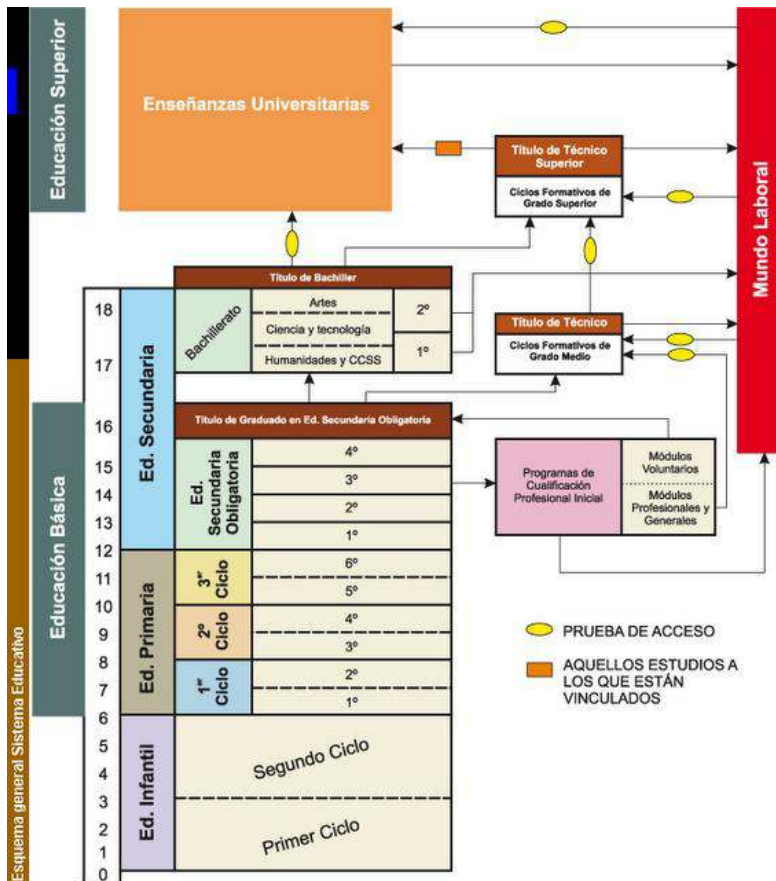 Esquema general Sistema Educativo
Educación Superior
Enseñanzas Universitarias
Título de Técnico
Superior
Ciclos Formativos de
Grado Superior
Mundo Laboral
Título de Bachiller
Bachillerato
Artes
Ciencia y tecnología
Humanidades y CCSS
2º
1º
Título de Técnico
Ciclos Formativos de
Grado Medio
18
17
16
15
14
13
12
11
10
9
8
7
6
5
4
3
2
1
0
Ed. Secundaria
Educación Básica
Título de Graduado en Ed. Secundaria Obligatoria
Ed.
Secundaria
Obligatoria
4º
3º
2º
1º
Programas de
Cualificación
Profesional Inicial
Módulos
Voluntarios
Módulos
Profesionales y
Generales
Ed. Primaria
3er
Ciclo
6º
5º
2º
Ciclo
4º
3º
1er
Ciclo
2º
1º
PRUEBA DE ACCESO
AQUELLOS ESTUDIOS A
LOS QUE ESTÁN
VINCULADOS
Ed. Infantil
Segundo Ciclo
Primer Ciclo